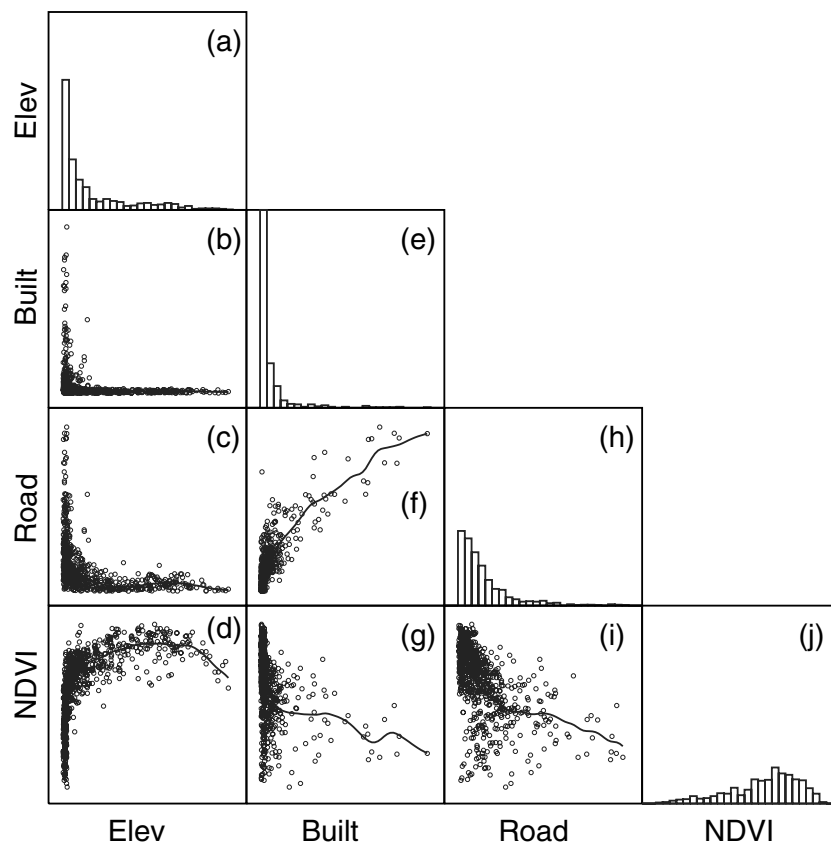 (a)
Elev
(b)
(e)
Built
(c)
(f)
(h)
Road
(d)
(g)
(i)
(j)
NDVI
Elev
Built
Road
NDVI